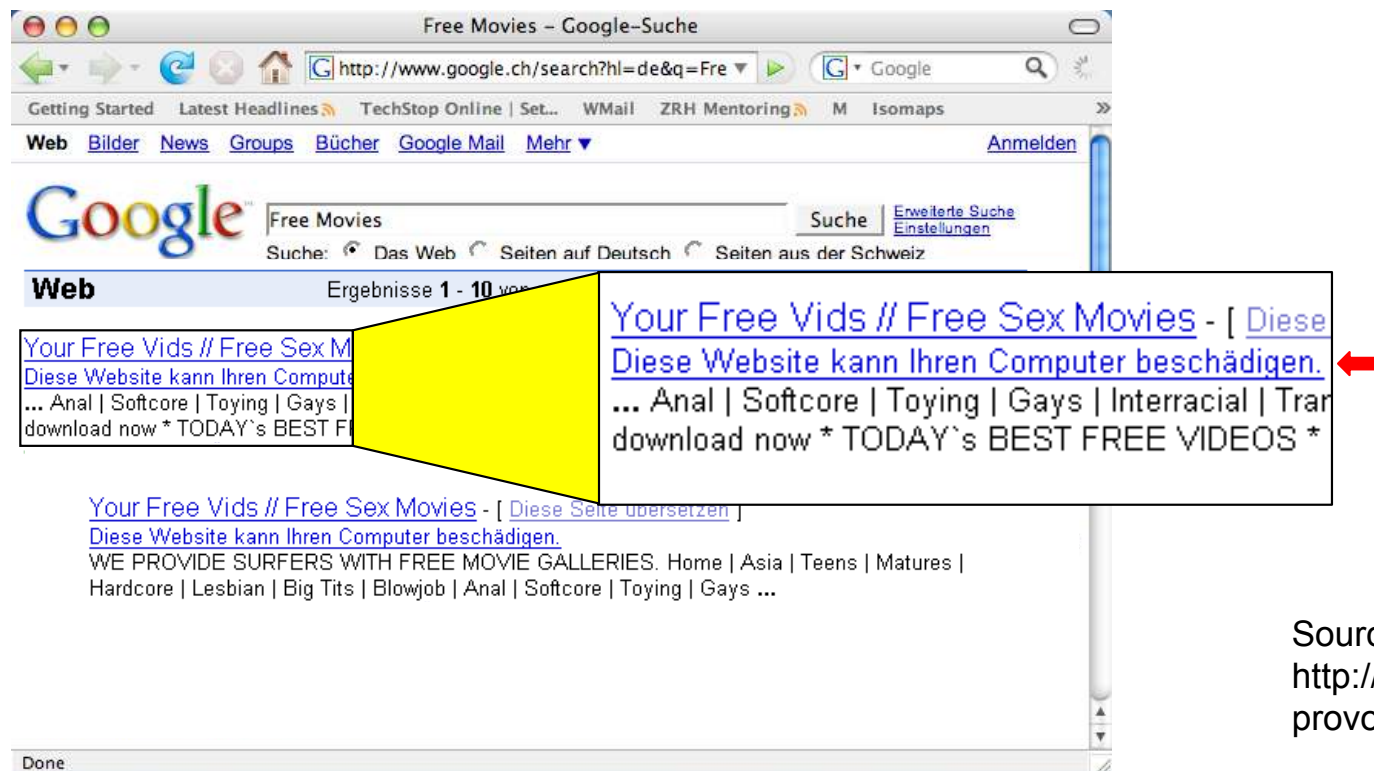 Free Movies – Google-Suche
http://www.google.ch/search?hl=de&q=Fre
Google
Getting Started Latest Headlines TechStop Online | Set... WMail ZRH Mentoring M Isomaps »
Web Bilder News Groups Bücher Google Mail Mehr ▼ Anmelden
Google
Free Movies
Suche
Erweiterte Suche
Einstellungen
Suche: Das Web Seiten auf Deutsch Seiten aus der Schweiz
Web Ergebnisse 1 - 10
Your Free Vids // Free Sex M
Diese Website kann Ihren Compute
... Anal | Softcore | Toying | Gays |
download now * TODAY`s BEST
Your Free Vids // Free Sex Movies - [ Diese
Diese Website kann Ihren Computer beschädigen.
... Anal | Softcore | Toying | Gays | Interracial | Tran
download now * TODAY`s BEST FREE VIDEOS *
Your Free Vids // Free Sex Movies - [ Diese Seite übersetzen ]
Diese Website kann Ihren Computer beschädigen.
WE PROVIDE SURFERS WITH FREE MOVIE GALLERIES. Home | Asia | Teens | Matures |
Hardcore | Lesbian | Big Tits | Blowjob | Anal | Softcore | Toying | Gays ...
Sourc
http://
provo
Done